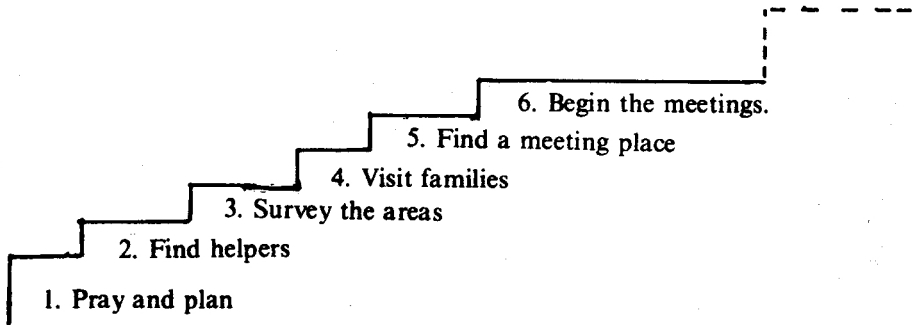 6. Begin the meetings.
5. Find a meeting place
4. Visit families
3. Survey the areas
2. Find helpers
1. Pray and plan